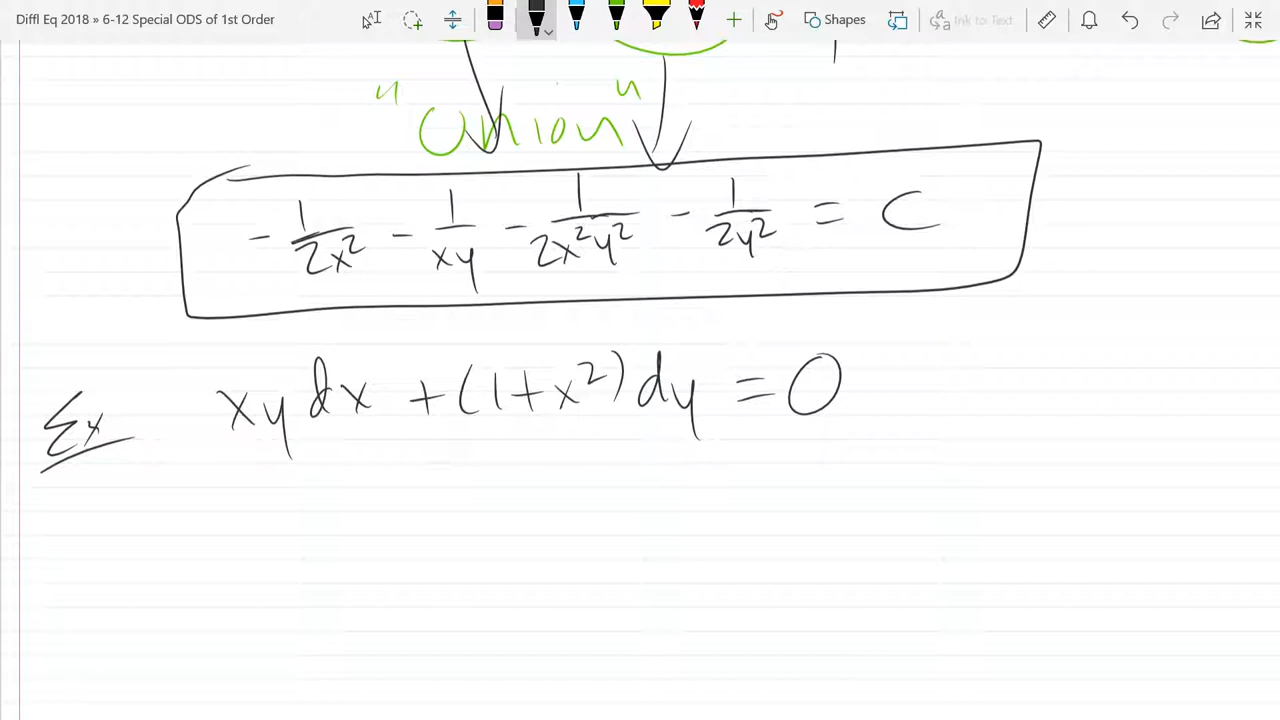 Diffl Eq 2018 » 6-12 Special ODS of 1st Order
Shapes
Ink to Text
"Union"
- 1/2x² - 1/xy - 1/2x²y² - 1/2y² = C
Ex xy dx + (1+x²) dy = 0